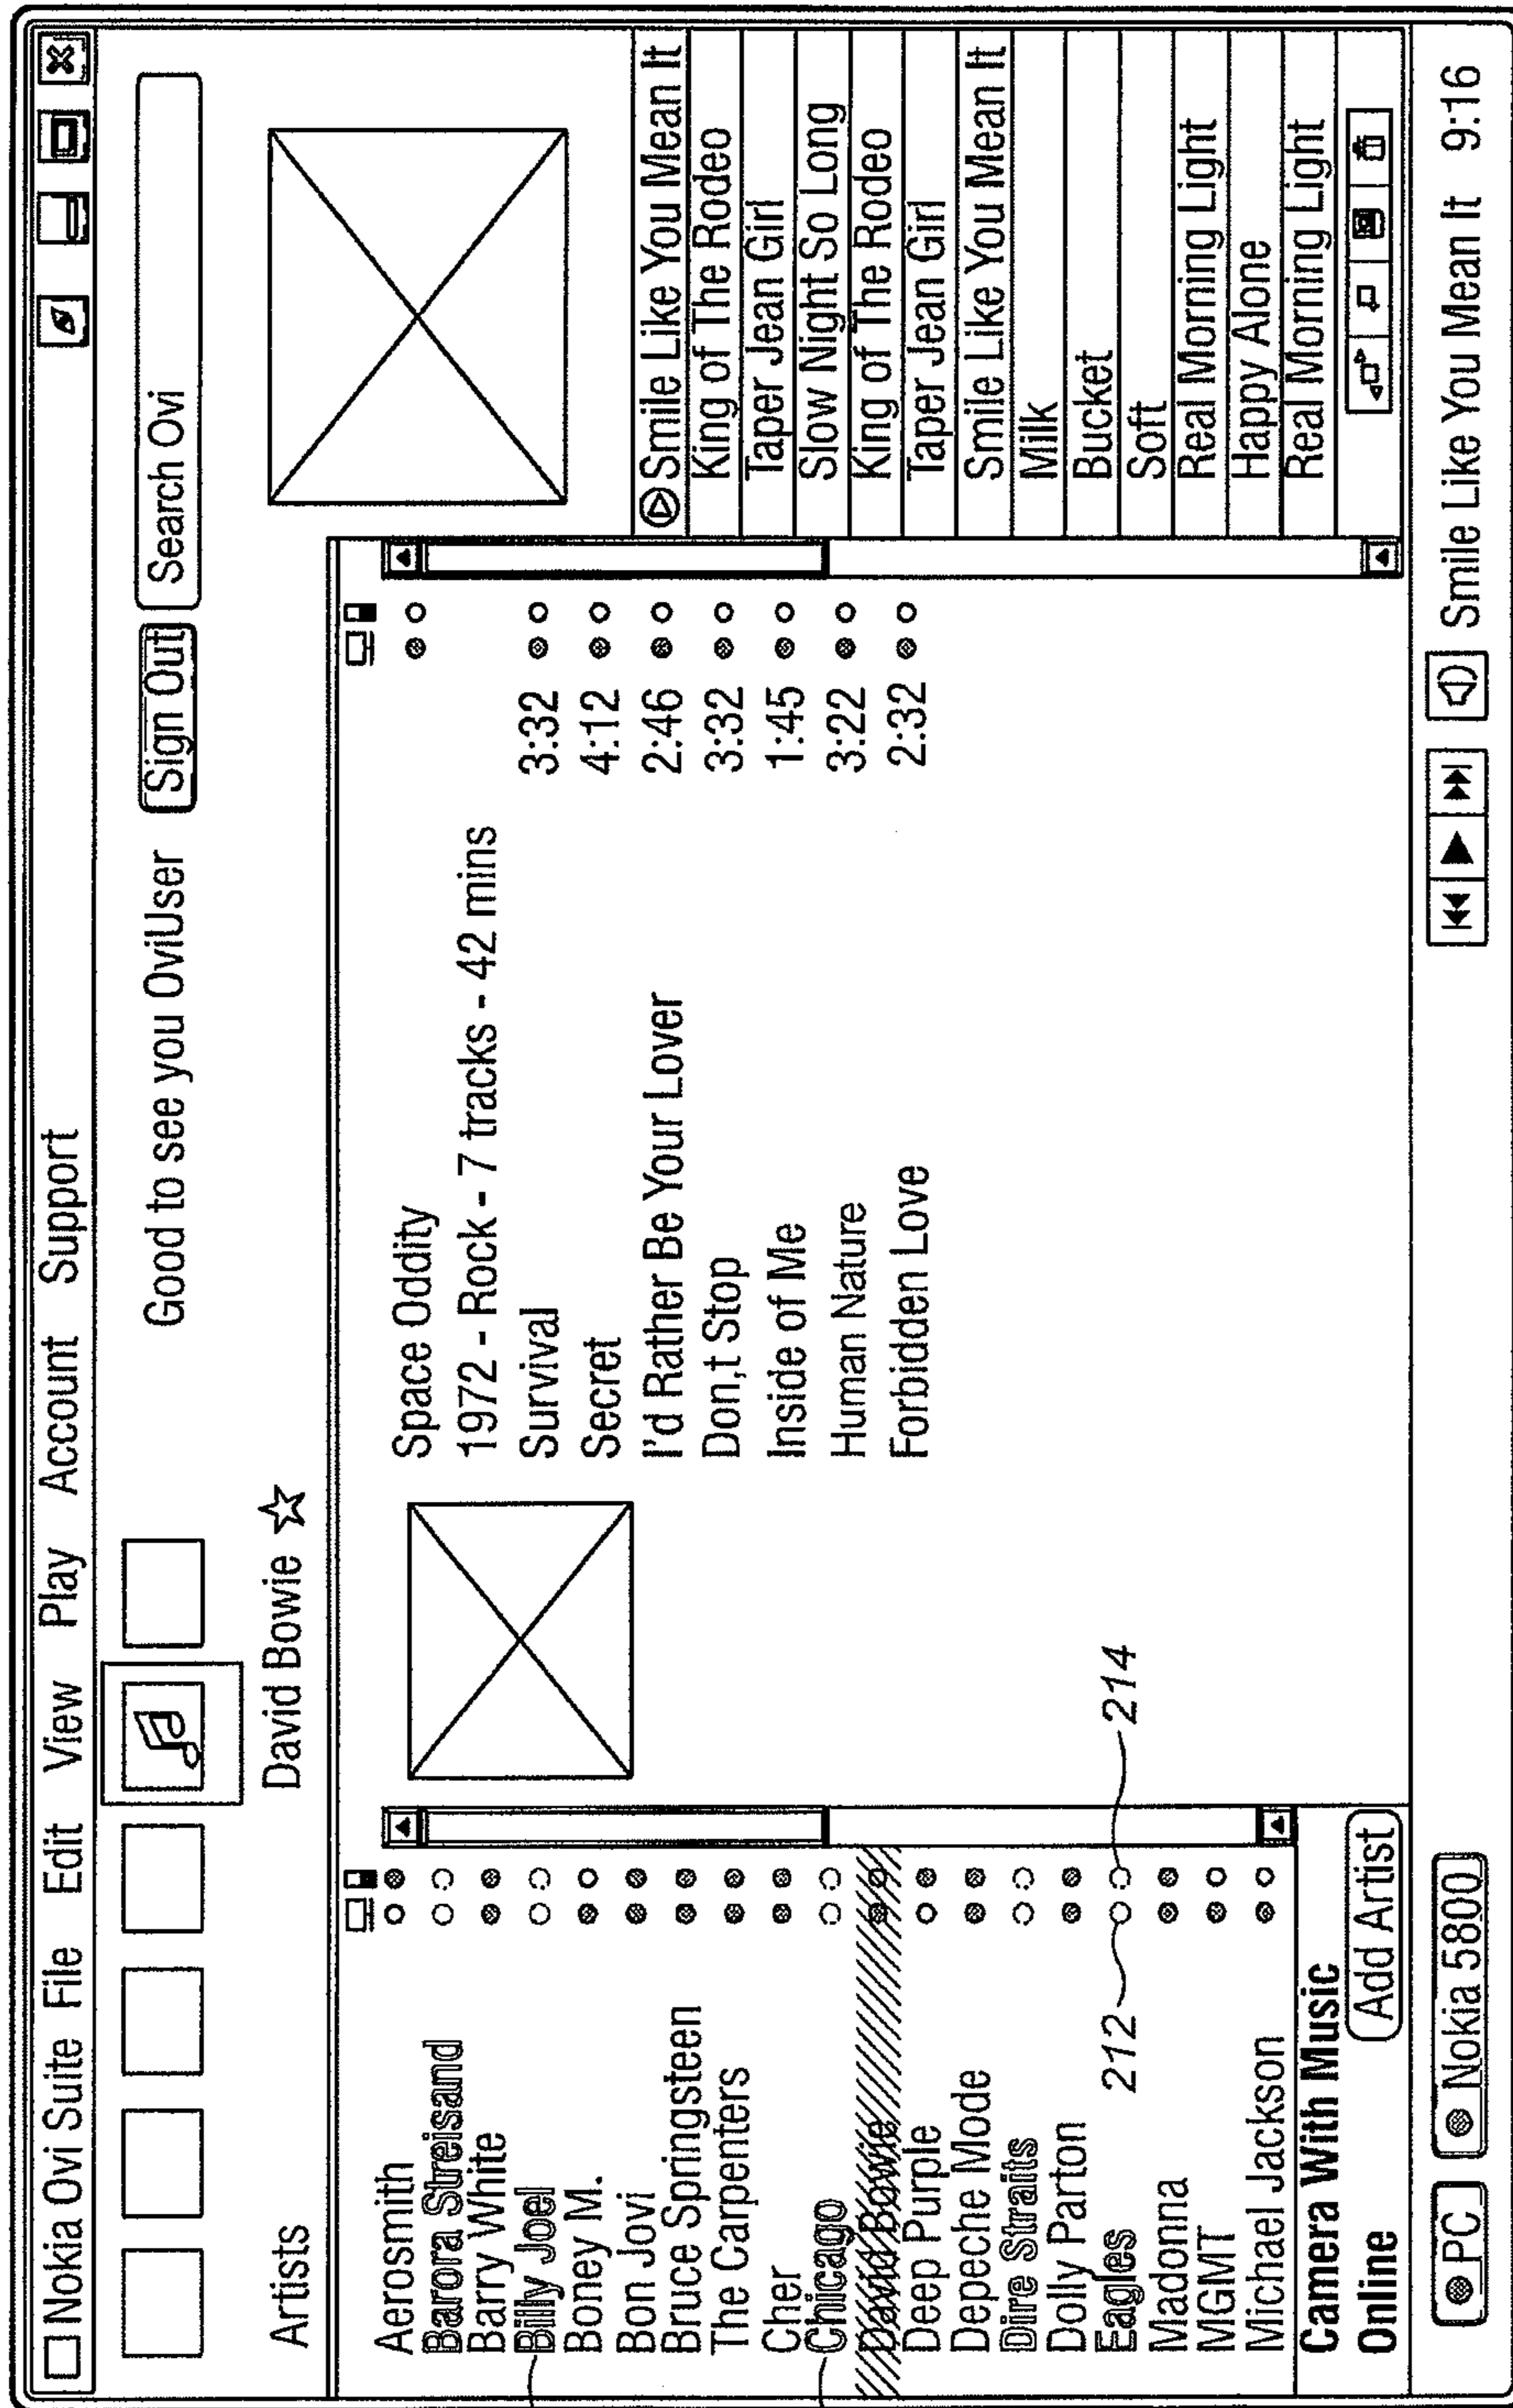 Nokia Ovi Suite File Edit View Play Account Support
Good to see you OviUser Sign Out Search Ovi
Artists David Bowie
Aerosmith
Barora Streisand
Barry White
Billy Joel
Boney M.
Bon Jovi
Bruce Springsteen
The Carpenters
Cher
Chicago
David Bowie
Deep Purple
Depeche Mode
Dire Straits
Dolly Parton
Eagles
Madonna
MGMT
Michael Jackson
212
214
Camera With Music
Online Add Artist
Space Oddity
1972 - Rock - 7 tracks - 42 mins
Survival 3:32
Secret 4:12
I'd Rather Be Your Lover 2:46
Don,t Stop 3:32
Inside of Me 1:45
Human Nature 3:22
Forbidden Love 2:32
Smile Like You Mean It
King of The Rodeo
Taper Jean Girl
Slow Night So Long
King of The Rodeo
Taper Jean Girl
Smile Like You Mean It
Milk
Bucket
Soft
Real Morning Light
Happy Alone
Real Morning Light
PC Nokia 5800 Smile Like You Mean It 9:16